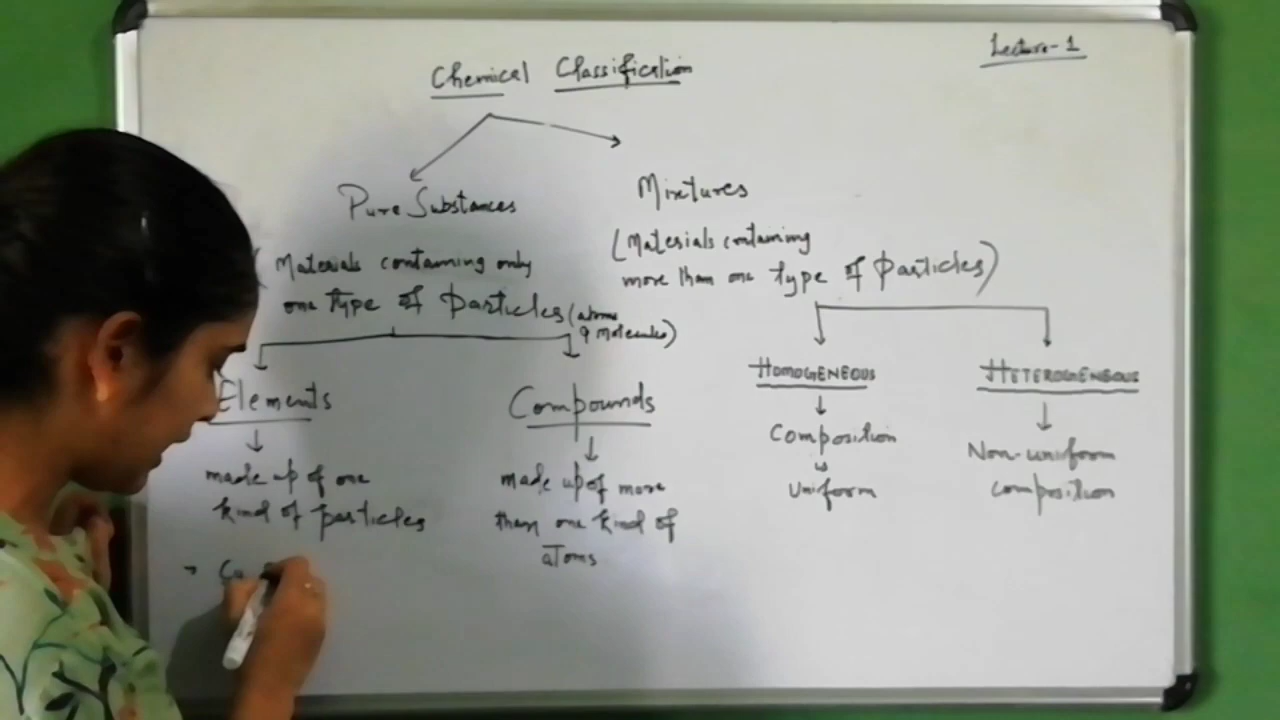 Lecture-1
Chemical Classification
Pure Substances
Mixtures
(Materials containing only
one type of particles (atoms
molecules)
(Materials containing
more than one type of particles)
Elements
made up of one
kind of particles
Compounds
made up of more
than one kind of
atoms
HOMOGENEOUS
Composition
Uniform
HETEROGENEOUS
Non-uniform
composition